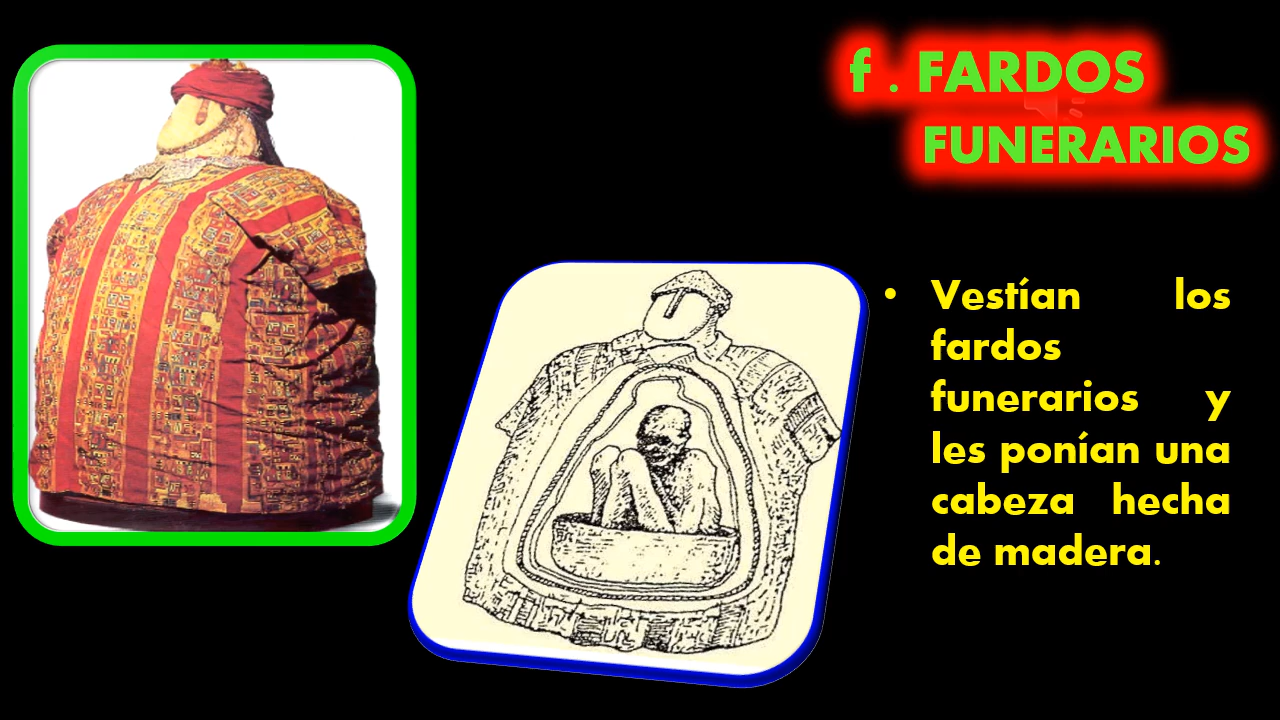 f . FARDOS
FUNERARIOS
• Vestían los
fardos
funerarios y
les ponían una
cabeza hecha
de madera.